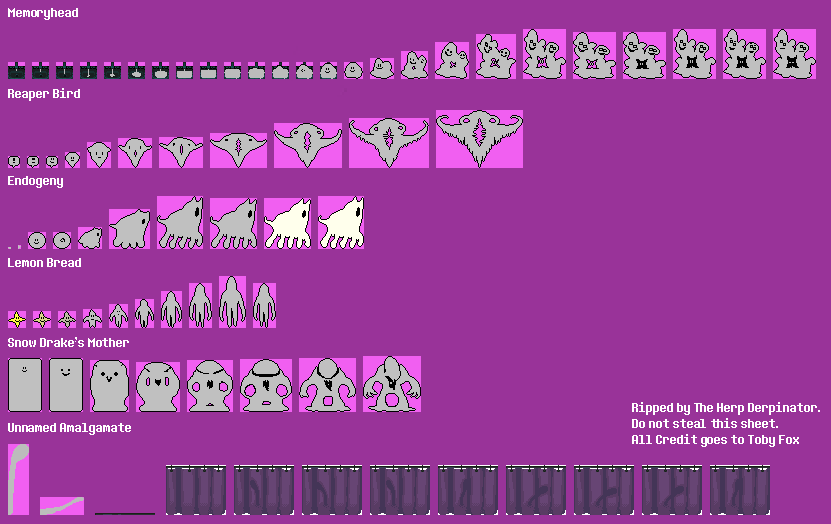 Memoryhead
Reaper Bird
Endogeny
Lemon Bread
Snow Drake's Mother
Unnamed Amalgamate
Ripped by The Herp Derpinator.
Do not steal this sheet.
All Credit goes to Toby Fox